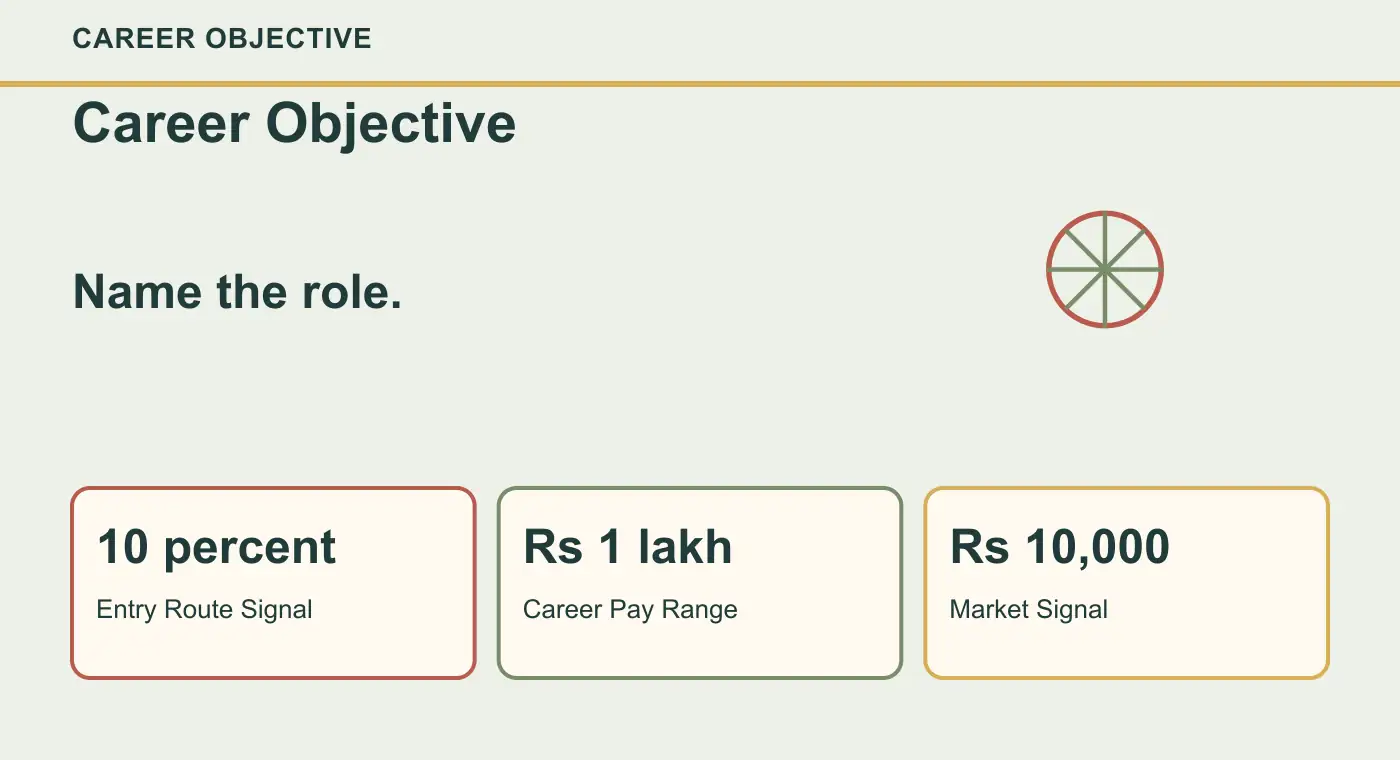 CAREER OBJECTIVE
Career Objective
Name the role.
10 percent
Entry Route Signal
Rs 1 lakh
Career Pay Range
Rs 10,000
Market Signal